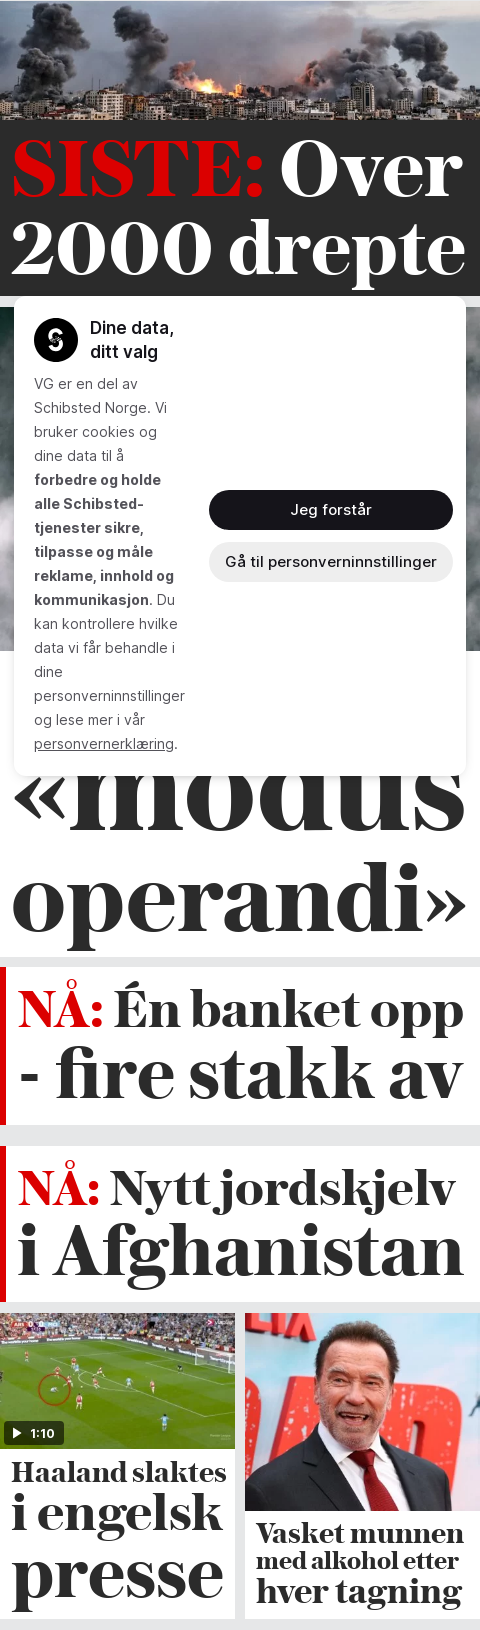 SISTE: Over
2000 drepte
Dine data,
ditt valg
VG er en del av
Schibsted Norge. Vi
bruker cookies og
dine data til å
forbedre og holde
alle Schibsted-
tjenester sikre,
tilpasse og måle
reklame, innhold og
kommunikasjon. Du
kan kontrollere hvilke
data vi får behandle i
dine
personverninnstillinger
og lese mer i vår
personvernerklæring.
Jeg forstår
Gå til personverninnstillinger
«modus
operandi»
NÅ: Én banket opp
- fire stakk av
NÅ: Nytt jordskjelv
i Afghanistan
1:10
Haaland slaktes
i engelsk
presse
Vasket munnen
med alkohol etter
hver tagning